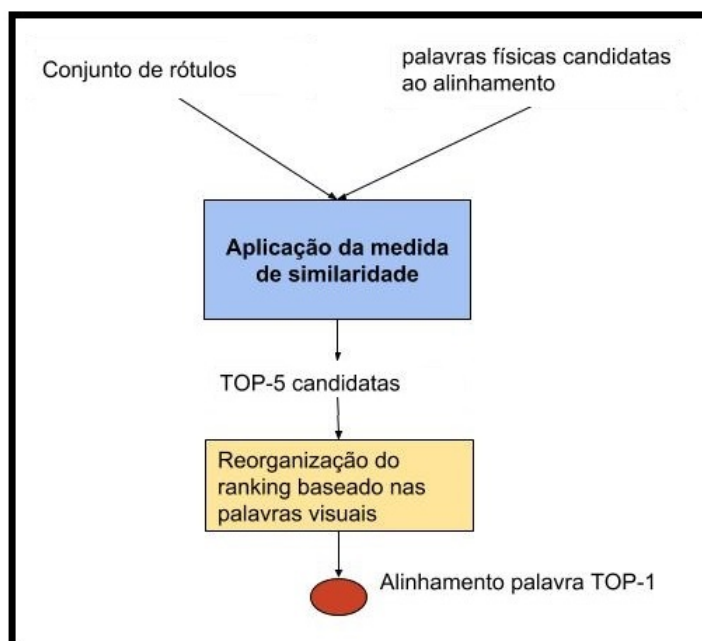 Conjunto de rótulos
palavras físicas candidatas
ao alinhamento
Aplicação da medida
de similaridade
TOP-5 candidatas
Reorganização do
ranking baseado nas
palavras visuais
Alinhamento palavra TOP-1